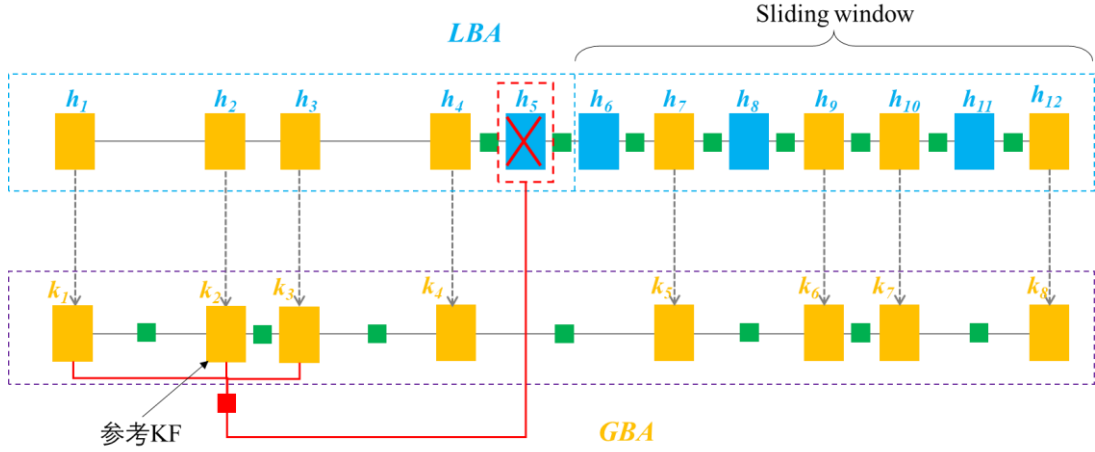 Sliding window
LBA
h1 h2 h3 h4 h5 h6 h7 h8 h9 h10 h11 h12
k1 k2 k3 k4 k5 k6 k7 k8
参考KF
GBA